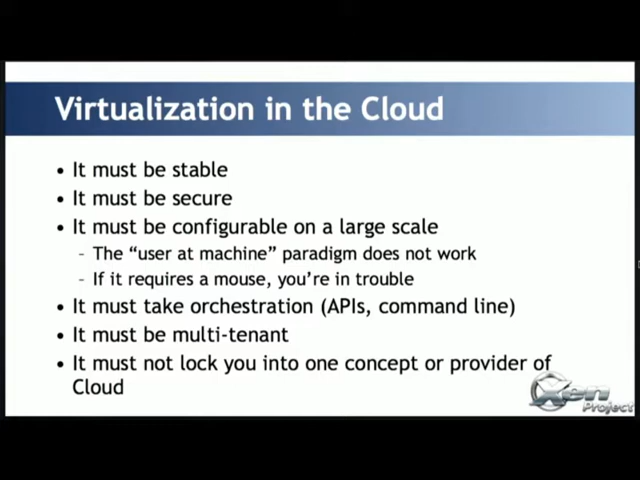 Virtualization in the Cloud
• It must be stable
• It must be secure
• It must be configurable on a large scale
– The “user at machine” paradigm does not work
– If it requires a mouse, you’re in trouble
• It must take orchestration (APIs, command line)
• It must be multi-tenant
• It must not lock you into one concept or provider of
Cloud
Xen
Project